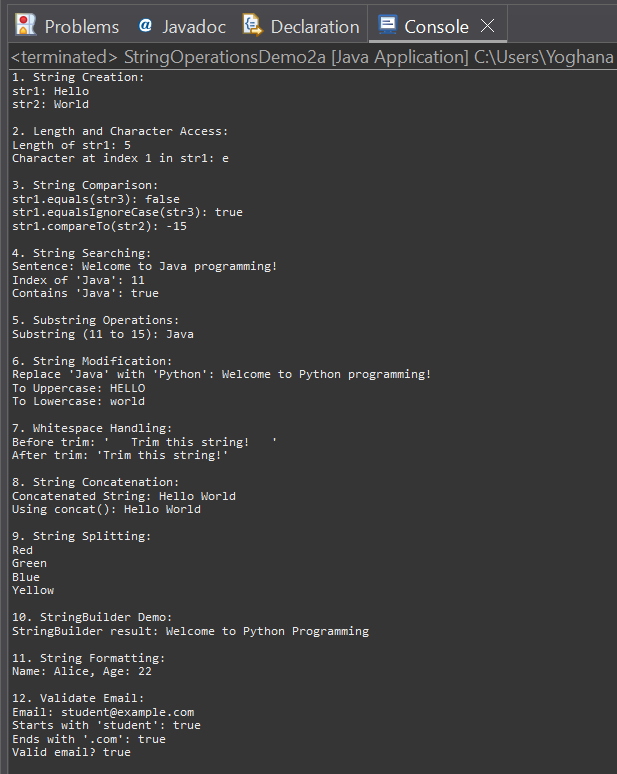 Problems @ Javadoc Declaration Console
<terminated> StringOperationsDemo2a [Java Application] C:\Users\Yoghana
1. String Creation:
str1: Hello
str2: World

2. Length and Character Access:
Length of str1: 5
Character at index 1 in str1: e

3. String Comparison:
str1.equals(str3): false
str1.equalsIgnoreCase(str3): true
str1.compareTo(str2): -15

4. String Searching:
Sentence: Welcome to Java programming!
Index of 'Java': 11
Contains 'Java': true

5. Substring Operations:
Substring (11 to 15): Java

6. String Modification:
Replace 'Java' with 'Python': Welcome to Python programming!
To Uppercase: HELLO
To Lowercase: world

7. Whitespace Handling:
Before trim: '   Trim this string!   '
After trim: 'Trim this string!'

8. String Concatenation:
Concatenated String: Hello World
Using concat(): Hello World

9. String Splitting:
Red
Green
Blue
Yellow

10. StringBuilder Demo:
StringBuilder result: Welcome to Python Programming

11. String Formatting:
Name: Alice, Age: 22

12. Validate Email:
Email: student@example.com
Starts with 'student': true
Ends with '.com': true
Valid email? true